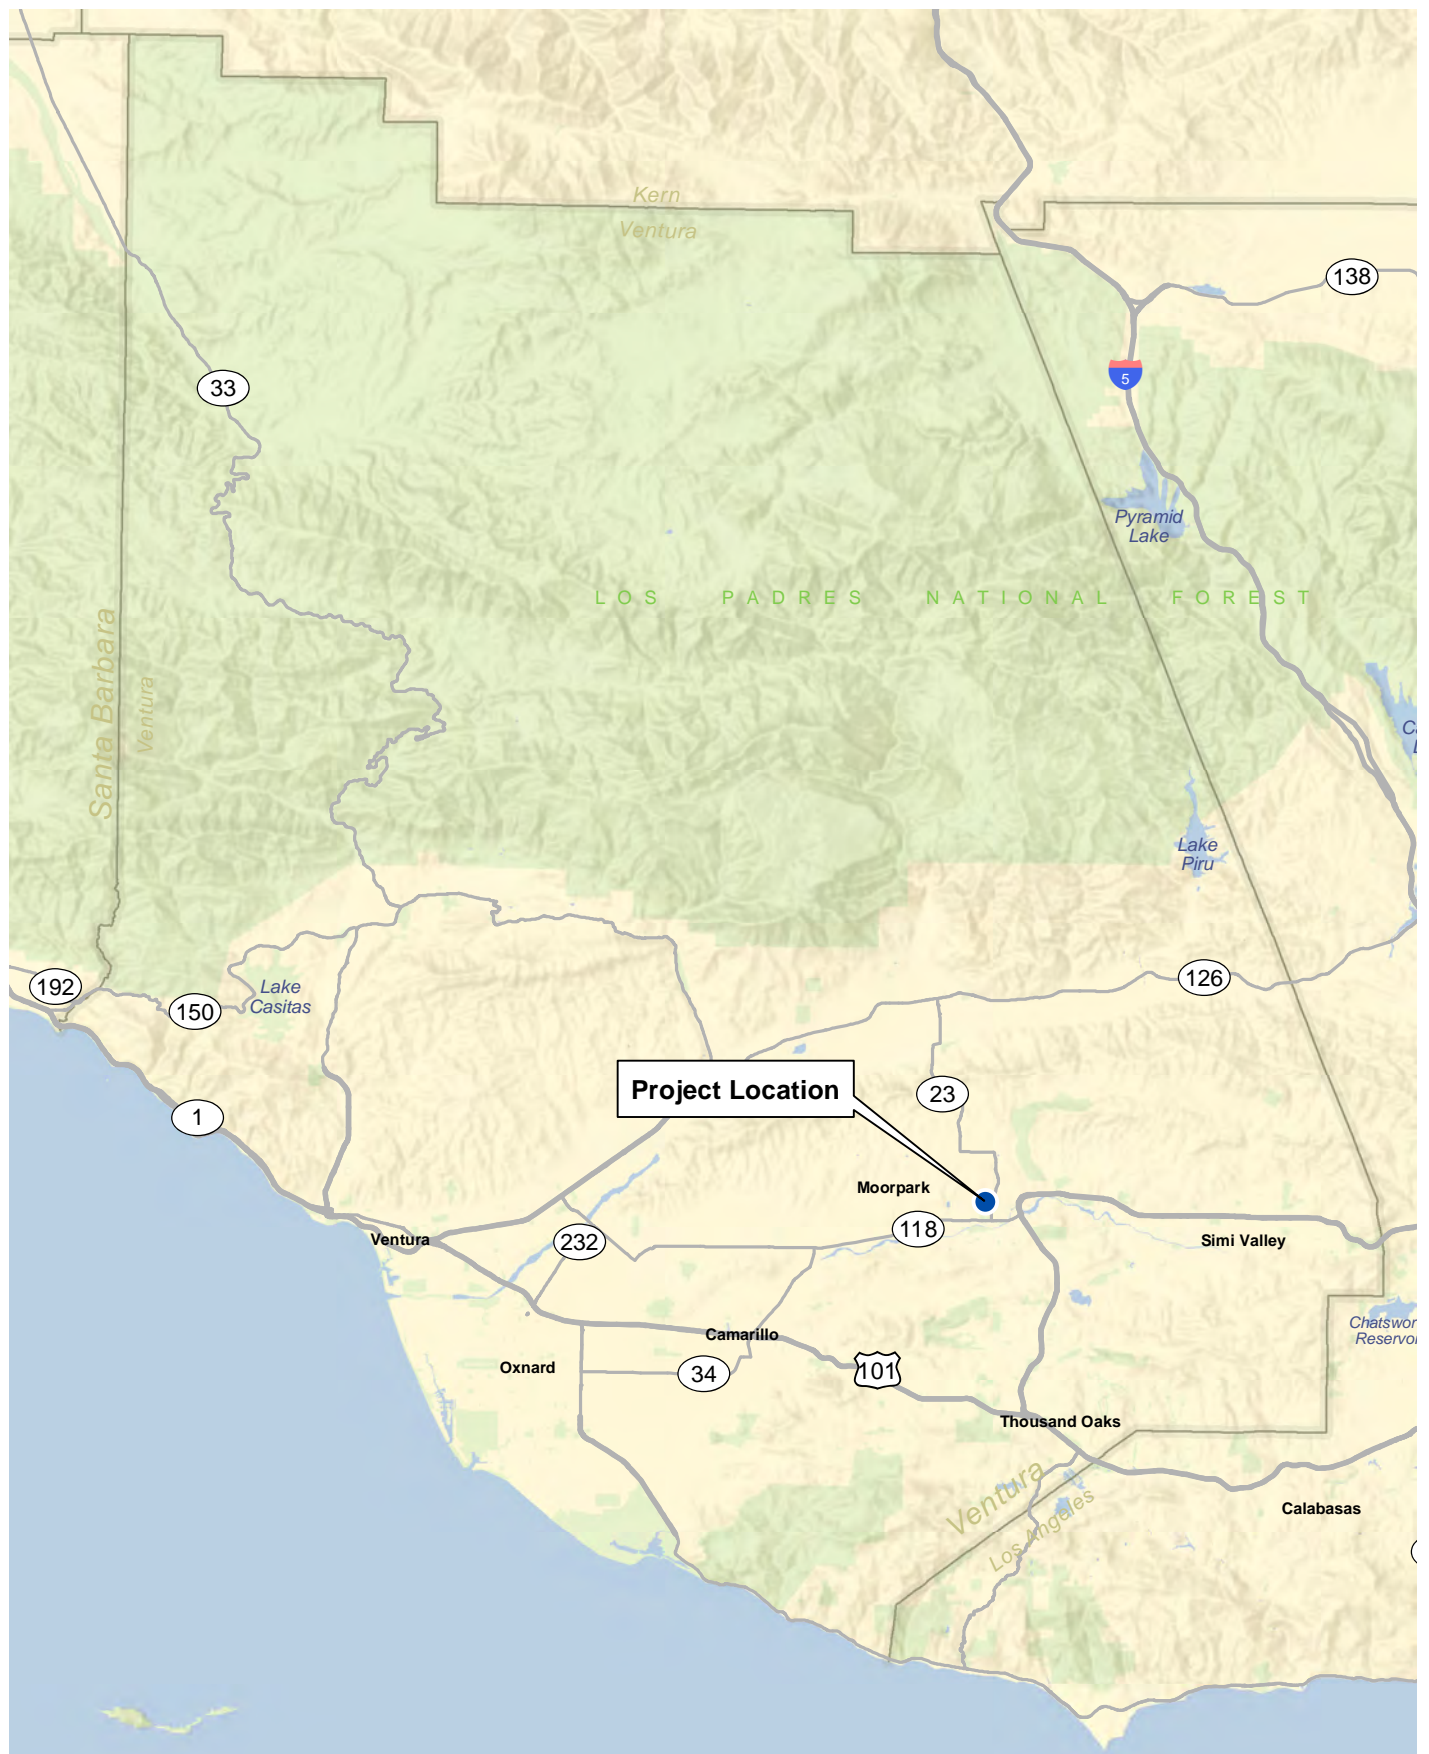 Kern
Ventura
138
33
5
Pyramid
Lake
LOS PADRES NATIONAL FOREST
Santa Barbara
Ventura
Lake
Piru
192
150
Lake
Casitas
126
Project Location
23
1
Moorpark
118
Ventura
232
Simi Valley
Camarillo
Oxnard
34
101
Chatswor
Reservo
Thousand Oaks
Ventura
Los Angeles
Calabasas